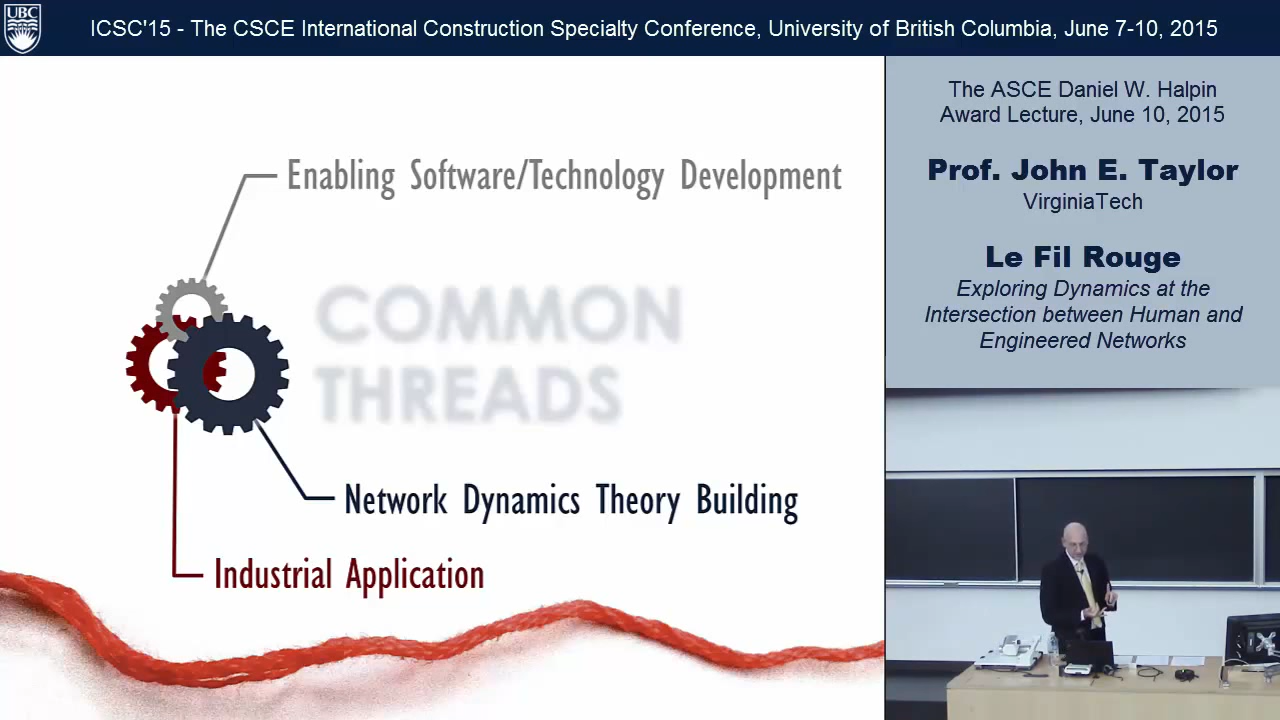 UBC
ICSC'15 - The CSCE International Construction Specialty Conference, University of British Columbia, June 7-10, 2015
Enabling Software/Technology Development
COMMON
THREADS
Network Dynamics Theory Building
Industrial Application
The ASCE Daniel W. Halpin
Award Lecture, June 10, 2015
Prof. John E. Taylor
VirginiaTech
Le Fil Rouge
Exploring Dynamics at the
Intersection between Human and
Engineered Networks